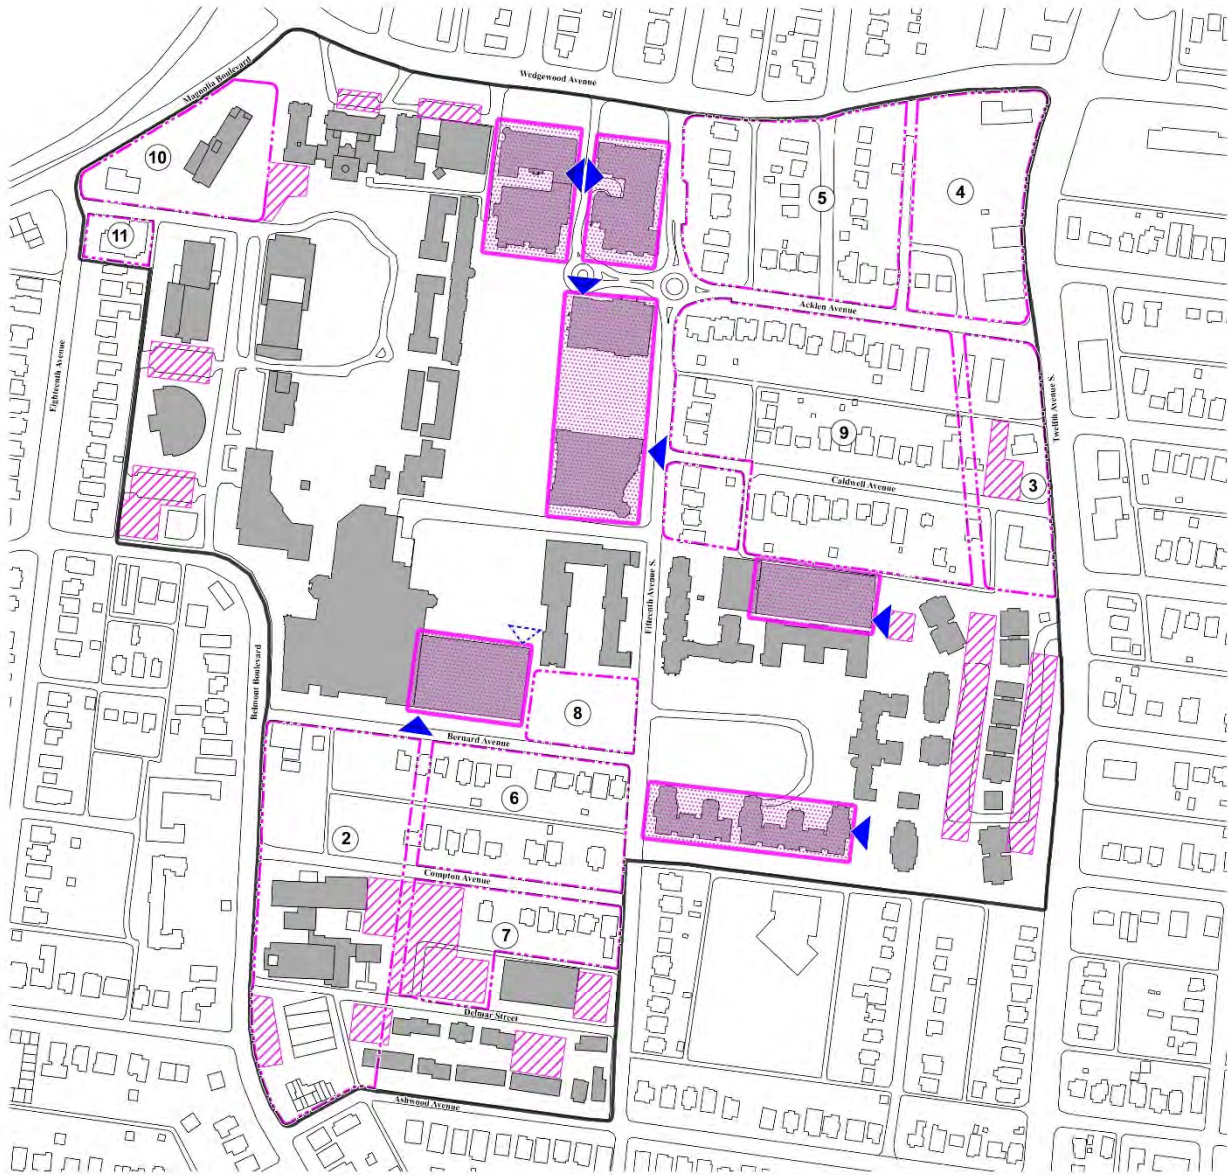 Wedgewood Avenue
Magnolia Boulevard
10
5
4
11
Acklen Avenue
Eighteenth Avenue
Twelfth Avenue S.
9
3
Caldwell Avenue
Fifteenth Avenue S.
Belmont Boulevard
8
Bernard Avenue
6
2
Compton Avenue
7
Delmar Street
Ashwood Avenue